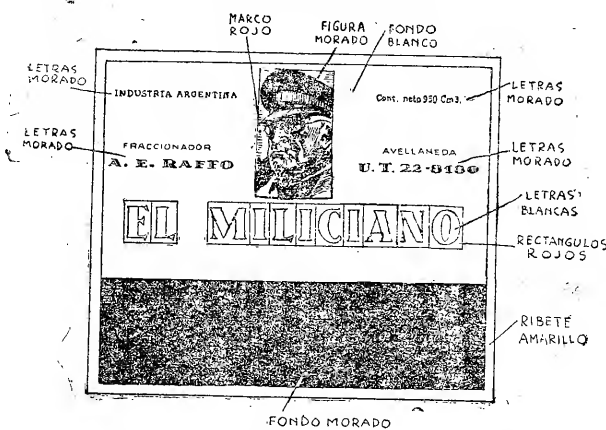 MARCO
ROJO
FIGURA
MORADO
FONDO
BLANCO
LETRAS
MORADO
INDUSTRIA ARGENTINA
Cont. neto 950 Cm3.
LETRAS
MORADO
LETRAS
MORADO
FRACCIONADOR
A. E. RAFFO
AVELLANEDA
U. T. 22-8180
LETRAS
MORADO
LETRAS
BLANCAS
EL MILICIANO
RECTANGULOS
ROJOS
RIBETE
AMARILLO
FONDO MORADO